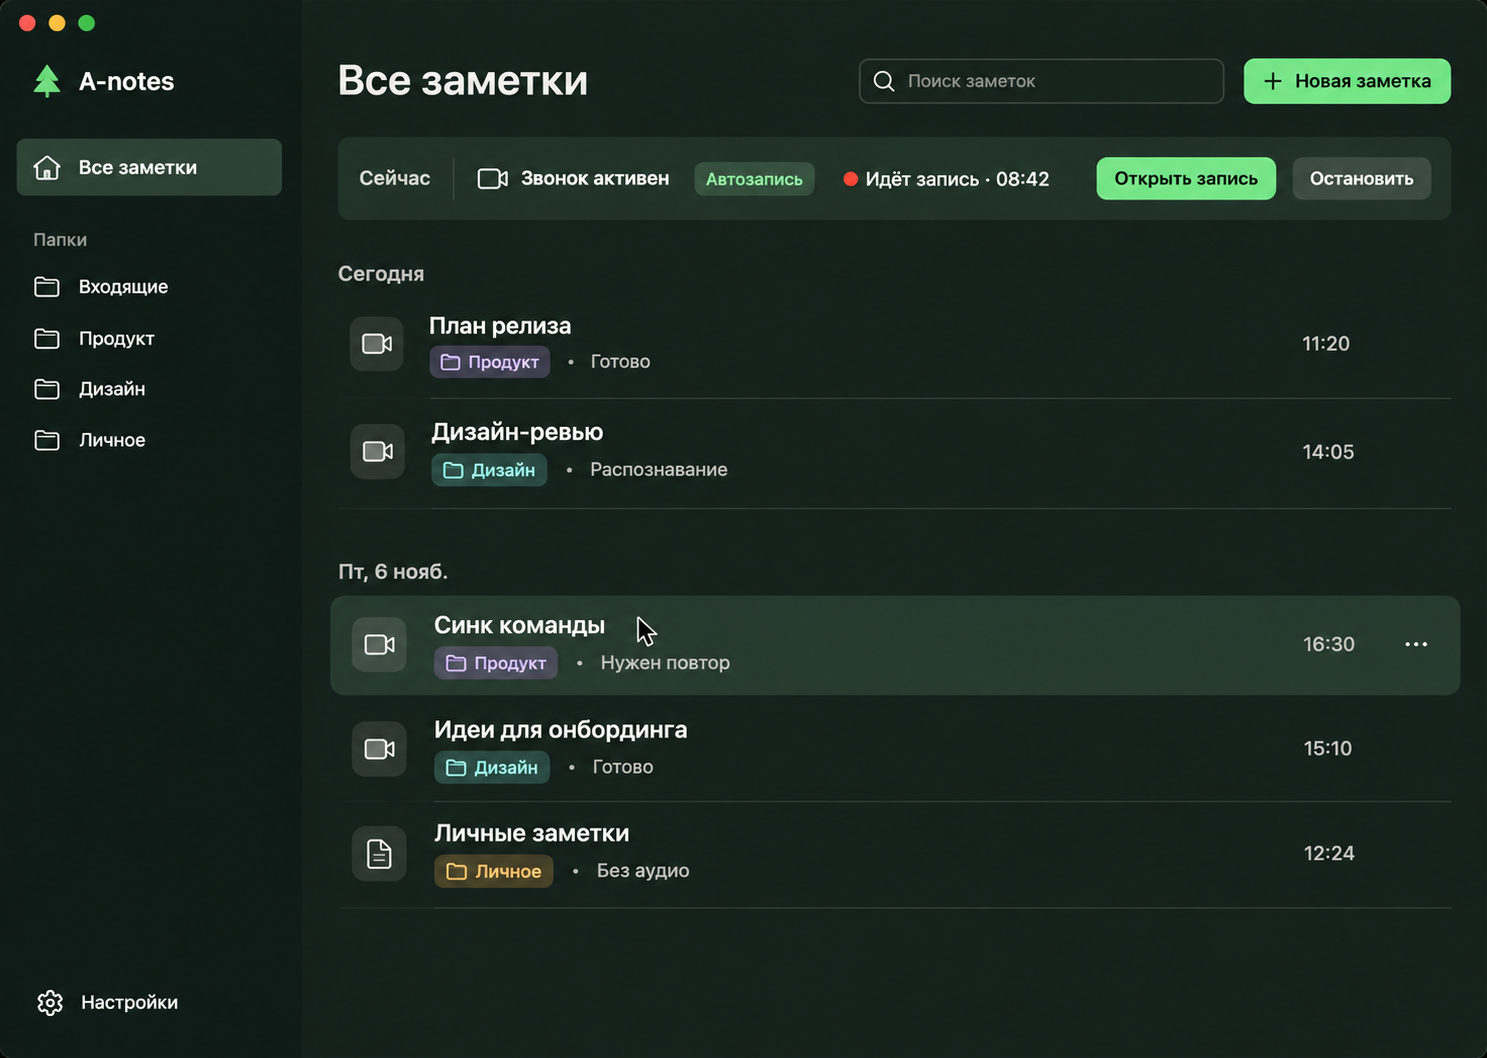 A-notes
Все заметки
Папки
Входящие
Продукт
Дизайн
Личное
Настройки
Все заметки
Поиск заметок
+ Новая заметка
Сейчас
Звонок активен
Автозапись
Идёт запись · 08:42
Открыть запись
Остановить
Сегодня
План релиза
Продукт • Готово
11:20
Дизайн-ревью
Дизайн • Распознавание
14:05
Пт, 6 нояб.
Синк команды
Продукт • Нужен повтор
16:30
Идеи для онбординга
Дизайн • Готово
15:10
Личные заметки
Личное • Без аудио
12:24